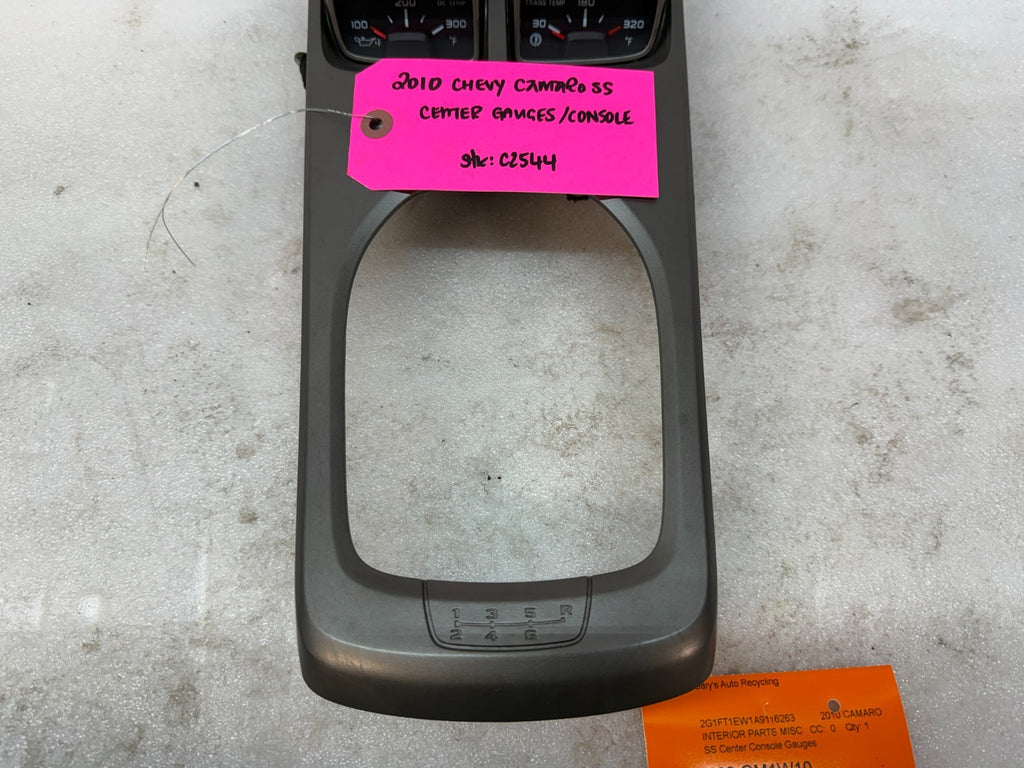 200 OIL TEMP
100 300
°F
TRANS TEMP 180
30 320
°F
2010 CHEVY CAMARO SS
CENTER GAUGES/CONSOLE
stk: C2544
1 3 5 R
2 4 6
Gary's Auto Recycling
2G1FT1EW1A9116263 2010 CAMARO
INTERIOR PARTS MISC CC 0 Qty: 1
SS Center Console Gauges